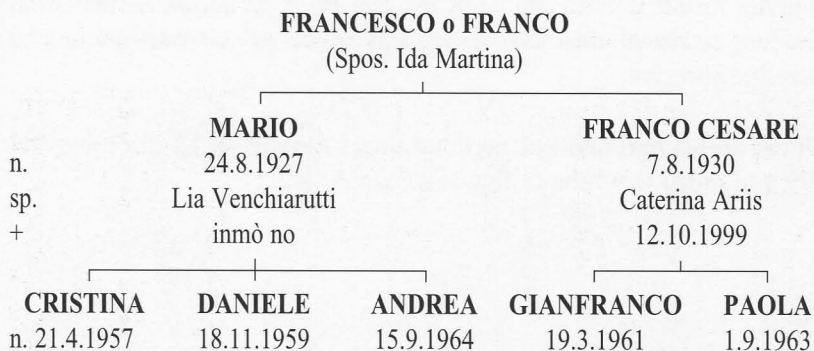 FRANCESCO o FRANCO
(Spos. Ida Martina)
MARIO FRANCO CESARE
n. 24.8.1927 7.8.1930
sp. Lia Venchiarutti Caterina Ariis
+ inmò no 12.10.1999
CRISTINA DANIELE ANDREA GIANFRANCO PAOLA
n. 21.4.1957 18.11.1959 15.9.1964 19.3.1961 1.9.1963